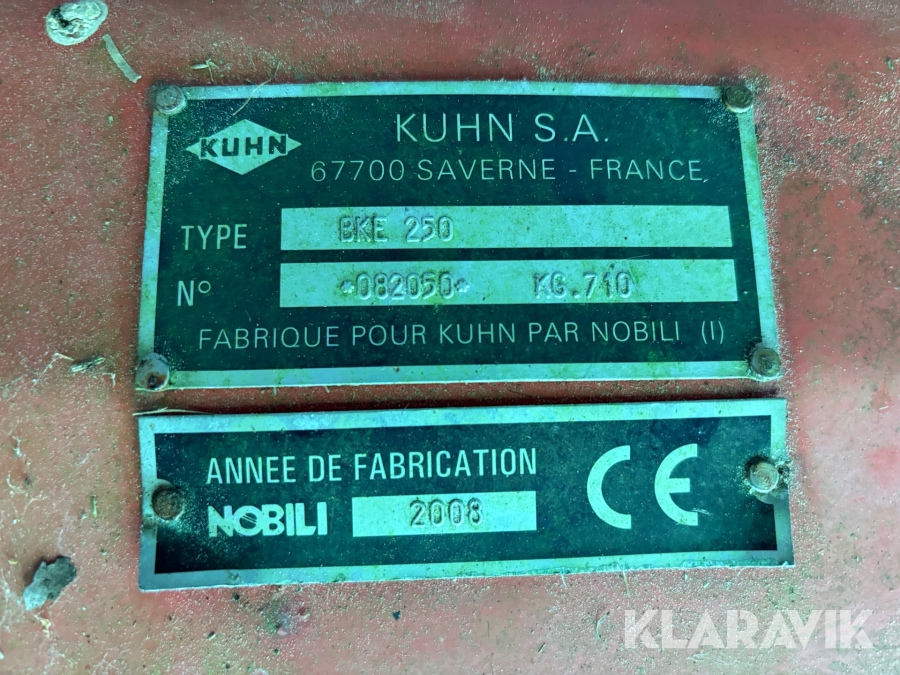 KUHN
KUHN S.A.
67700 SAVERNE - FRANCE
TYPE BKE 250
N° *082050* KG.710
FABRIQUE POUR KUHN PAR NOBILI (I)
ANNEE DE FABRICATION
NOBILI 2008
CE
KLARAVIK